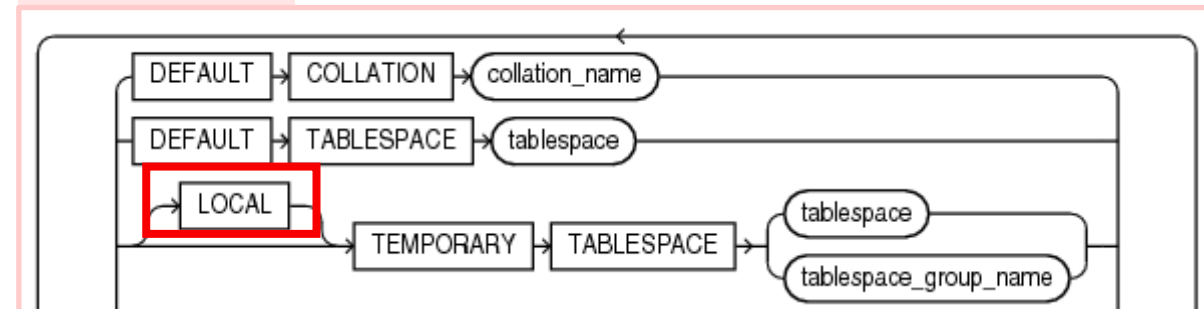 DEFAULT COLLATION collation_name
DEFAULT TABLESPACE tablespace
LOCAL
tablespace
TEMPORARY TABLESPACE
tablespace_group_name